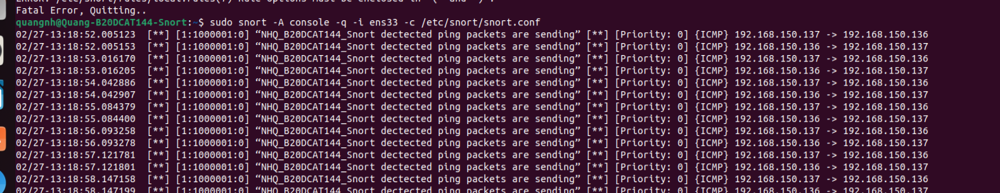 ERROR: /etc/snort/rules/local.rules(7) Rule options must be enclosed in '(' and ')'.
Fatal Error, Quitting..
quangnh@Quang-B20DCAT144-Snort:~$ sudo snort -A console -q -i ens33 -c /etc/snort/snort.conf
02/27-13:18:52.005123  [**] [1:1000001:0] “NHQ_B20DCAT144_Snort dectected ping packets are sending” [**] [Priority: 0] {ICMP} 192.168.150.137 -> 192.168.150.136
02/27-13:18:52.005153  [**] [1:1000001:0] “NHQ_B20DCAT144_Snort dectected ping packets are sending” [**] [Priority: 0] {ICMP} 192.168.150.136 -> 192.168.150.137
02/27-13:18:53.016170  [**] [1:1000001:0] “NHQ_B20DCAT144_Snort dectected ping packets are sending” [**] [Priority: 0] {ICMP} 192.168.150.137 -> 192.168.150.136
02/27-13:18:53.016205  [**] [1:1000001:0] “NHQ_B20DCAT144_Snort dectected ping packets are sending” [**] [Priority: 0] {ICMP} 192.168.150.136 -> 192.168.150.137
02/27-13:18:54.042886  [**] [1:1000001:0] “NHQ_B20DCAT144_Snort dectected ping packets are sending” [**] [Priority: 0] {ICMP} 192.168.150.137 -> 192.168.150.136
02/27-13:18:54.042907  [**] [1:1000001:0] “NHQ_B20DCAT144_Snort dectected ping packets are sending” [**] [Priority: 0] {ICMP} 192.168.150.136 -> 192.168.150.137
02/27-13:18:55.084379  [**] [1:1000001:0] “NHQ_B20DCAT144_Snort dectected ping packets are sending” [**] [Priority: 0] {ICMP} 192.168.150.137 -> 192.168.150.136
02/27-13:18:55.084400  [**] [1:1000001:0] “NHQ_B20DCAT144_Snort dectected ping packets are sending” [**] [Priority: 0] {ICMP} 192.168.150.136 -> 192.168.150.137
02/27-13:18:56.093258  [**] [1:1000001:0] “NHQ_B20DCAT144_Snort dectected ping packets are sending” [**] [Priority: 0] {ICMP} 192.168.150.137 -> 192.168.150.136
02/27-13:18:56.093278  [**] [1:1000001:0] “NHQ_B20DCAT144_Snort dectected ping packets are sending” [**] [Priority: 0] {ICMP} 192.168.150.136 -> 192.168.150.137
02/27-13:18:57.121781  [**] [1:1000001:0] “NHQ_B20DCAT144_Snort dectected ping packets are sending” [**] [Priority: 0] {ICMP} 192.168.150.137 -> 192.168.150.136
02/27-13:18:57.121801  [**] [1:1000001:0] “NHQ_B20DCAT144_Snort dectected ping packets are sending” [**] [Priority: 0] {ICMP} 192.168.150.136 -> 192.168.150.137
02/27-13:18:58.147158  [**] [1:1000001:0] “NHQ_B20DCAT144_Snort dectected ping packets are sending” [**] [Priority: 0] {ICMP} 192.168.150.137 -> 192.168.150.136
02/27-13:18:58.147199  [**] [1:1000001:0] “NHQ_B20DCAT144_Snort dectected ping packets are sending” [**] [Priority: 0] {ICMP} 192.168.150.136 -> 192.168.150.137